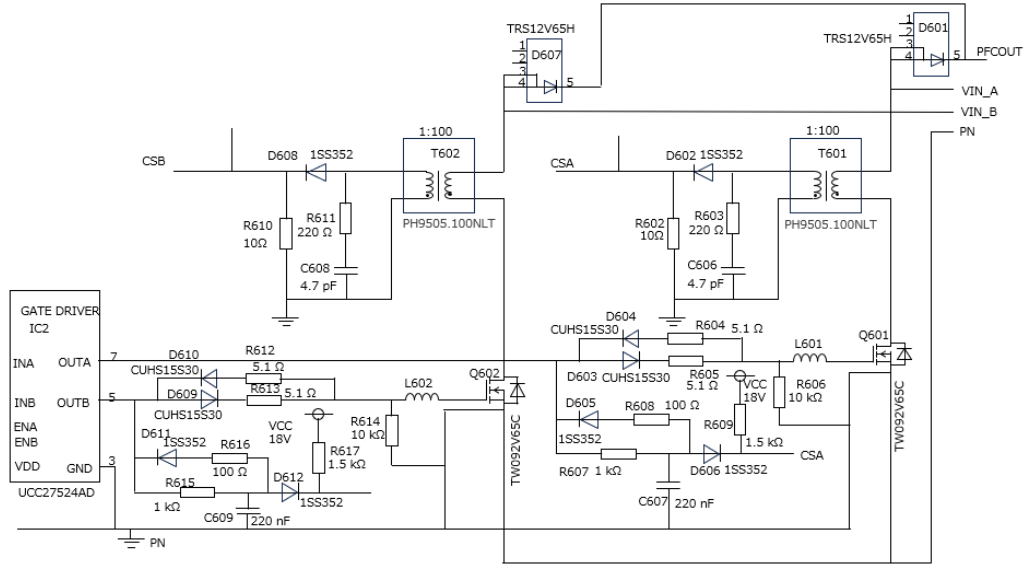 TRS12V65H
1
2
3
4
D607
5
TRS12V65H
1
2
3
4
D601
5
PFCOUT
VIN_A
VIN_B
PN
1:100
T602
PH9505.100NLT
CSB
D608
1SS352
R610
10Ω
R611
220 Ω
C608
4.7 pF
1:100
T601
PH9505.100NLT
CSA
D602
1SS352
R602
10Ω
R603
220 Ω
C606
4.7 pF
GATE DRIVER
IC2
INA
OUTA
7
INB
OUTB
5
ENA
ENB
VDD
GND
3
UCC27524AD
D610
CUHS15S30
R612
5.1 Ω
D609
CUHS15S30
R613
5.1 Ω
L602
Q602
TW092V65C
D611
1SS352
R616
100 Ω
VCC
18V
R614
10 kΩ
R617
1.5 kΩ
R615
1 kΩ
D612
1SS352
C609
220 nF
PN
D604
CUHS15S30
R604
5.1 Ω
L601
Q601
TW092V65C
D603
CUHS15S30
R605
5.1 Ω
VCC
18V
R606
10 kΩ
D605
1SS352
R608
100 Ω
R609
1.5 kΩ
R607
1 kΩ
D606
1SS352
CSA
C607
220 nF